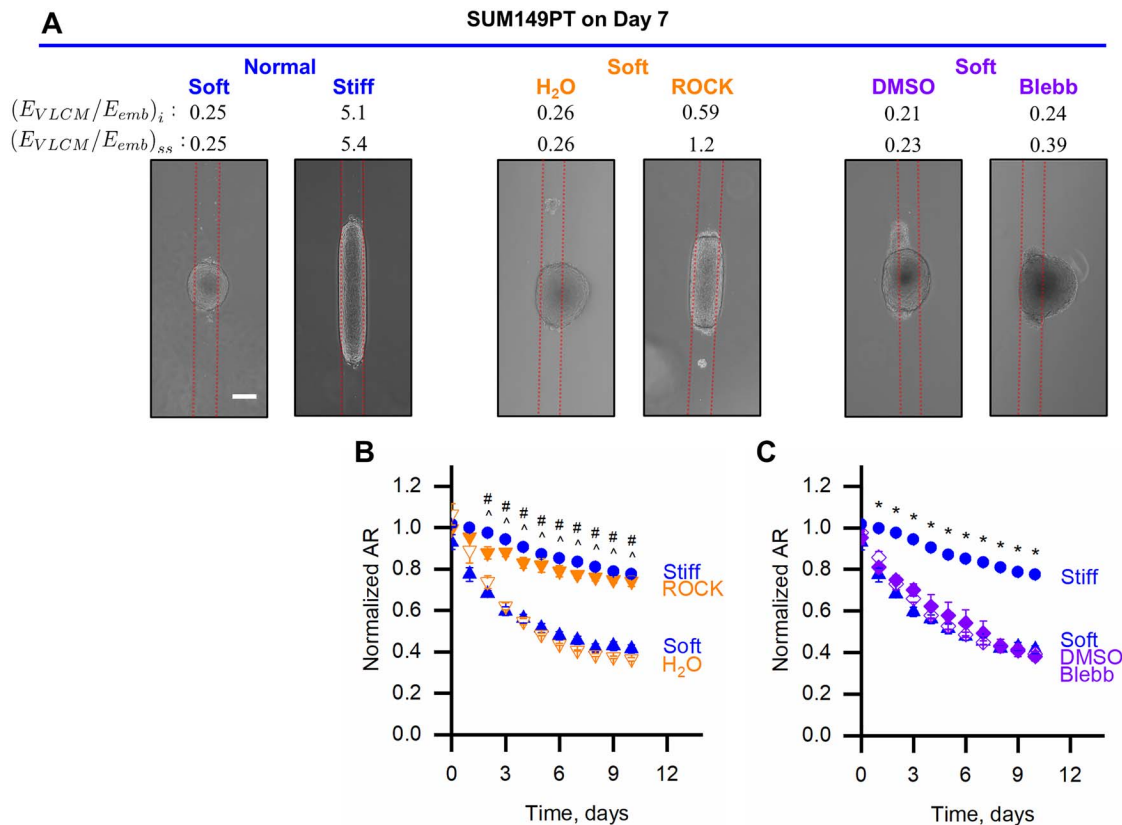 A
SUM149PT on Day 7
Normal Soft Soft
Soft Stiff H₂O ROCK DMSO Blebb
(E_VLCM/E_emb)_i : 0.25 5.1 0.26 0.59 0.21 0.24
(E_VLCM/E_emb)_ss : 0.25 5.4 0.26 1.2 0.23 0.39
B
Normalized AR
1.2
1.0
0.8
0.6
0.4
0.2
0.0
# # # # # # # # #
^ ^ ^ ^ ^ ^ ^ ^ ^
Stiff
ROCK
Soft
H₂O
0 3 6 9 12
Time, days
C
Normalized AR
1.2
1.0
0.8
0.6
0.4
0.2
0.0
* * * * * * * * * *
Stiff
Soft
DMSO
Blebb
0 3 6 9 12
Time, days